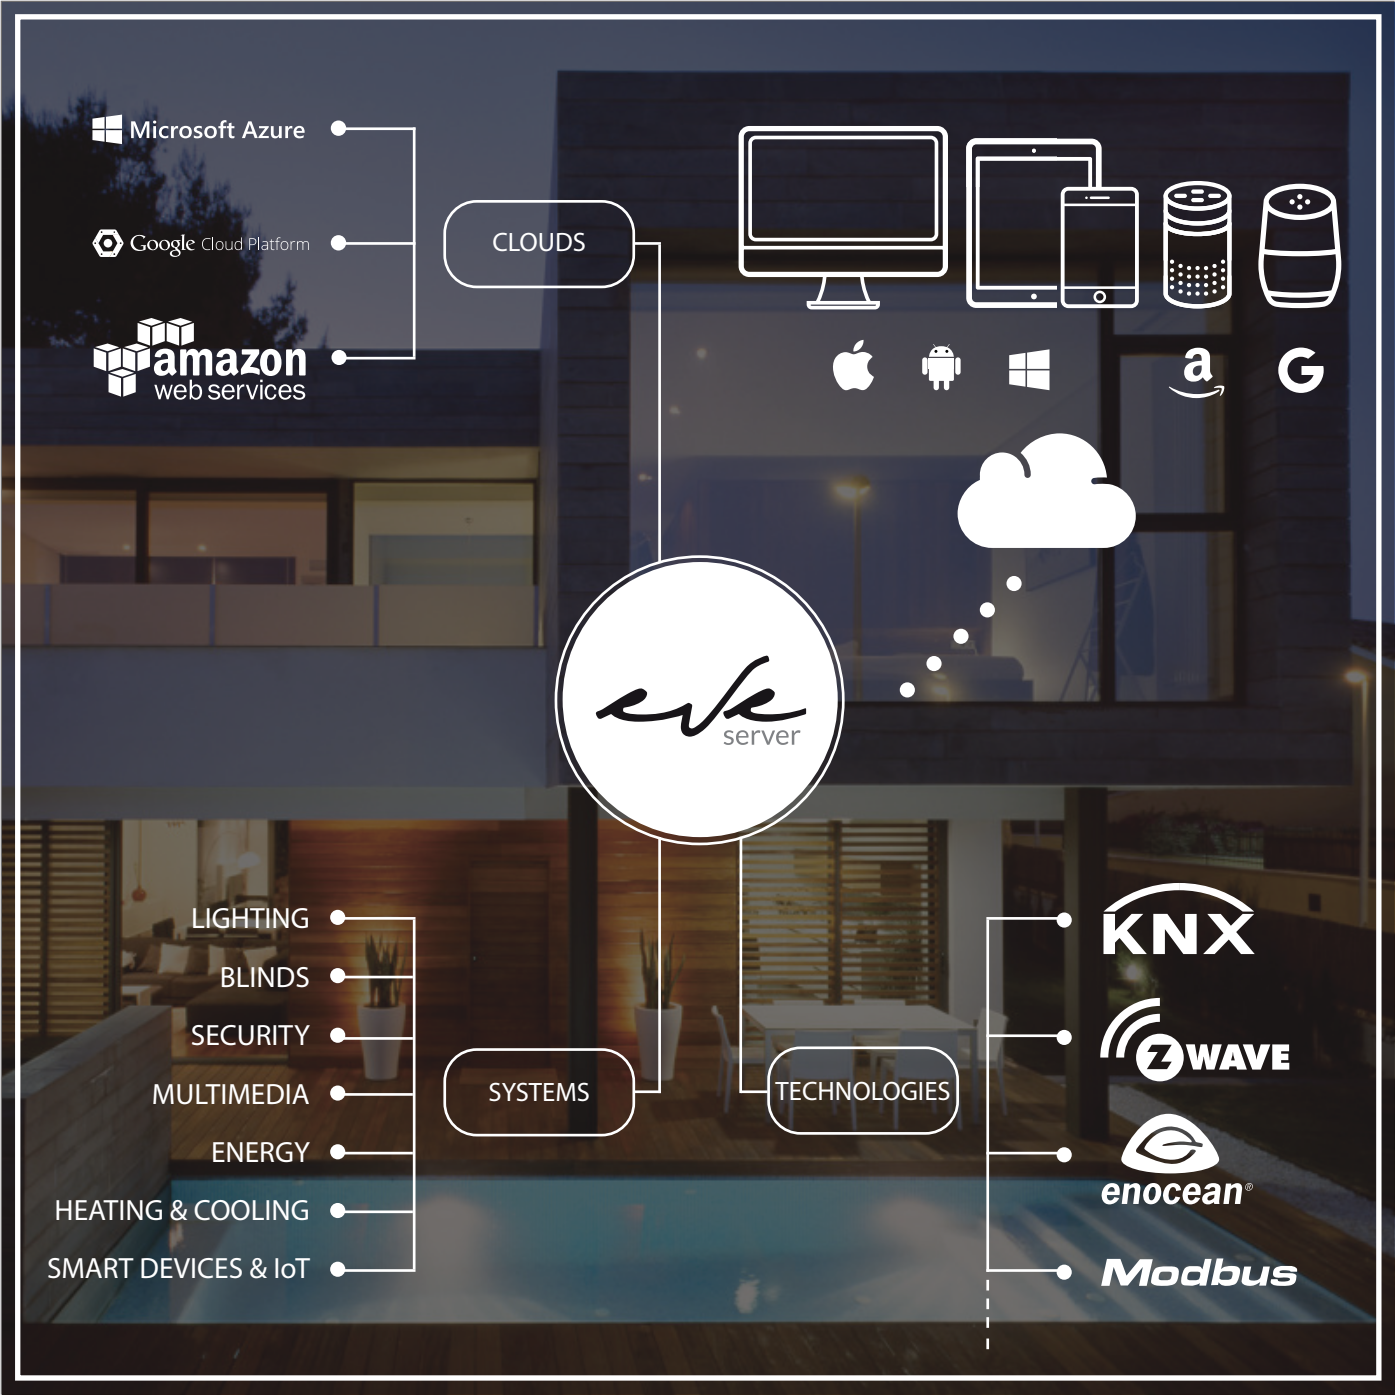 Microsoft Azure
Google Cloud Platform
amazon
web services
CLOUDS
a
G
eve
server
LIGHTING
BLINDS
SECURITY
MULTIMEDIA
ENERGY
HEATING & COOLING
SMART DEVICES & IoT
SYSTEMS
TECHNOLOGIES
KNX
Z WAVE
enocean®
Modbus